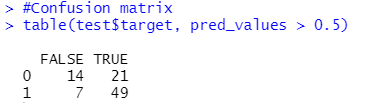 > #Confusion matrix
> table(test$target, pred_values > 0.5)
FALSE TRUE
0 14 21
1 7 49